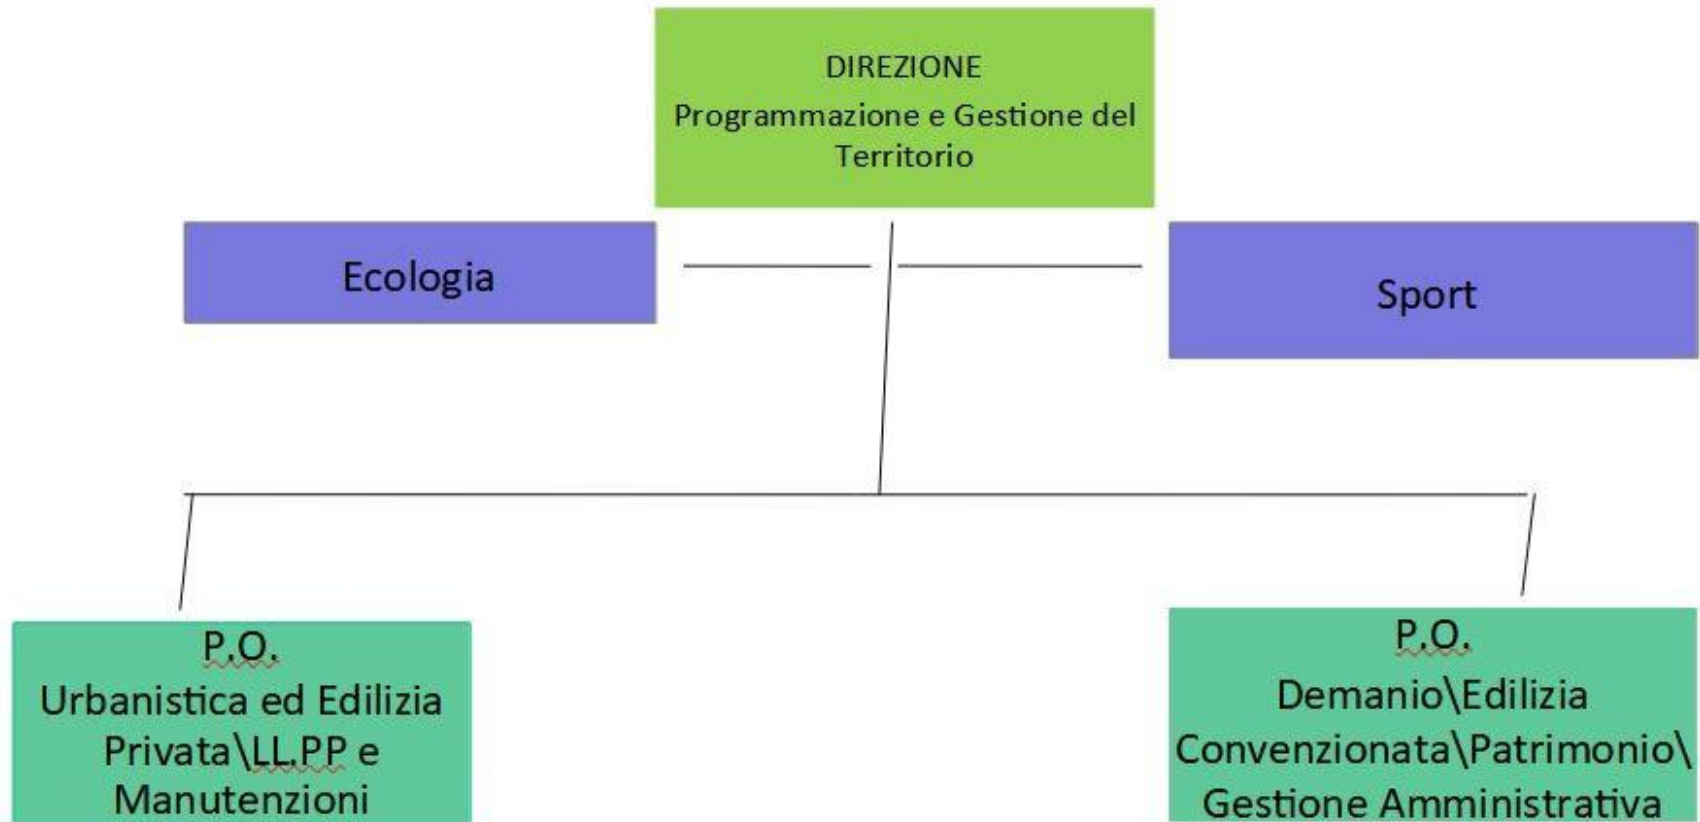 DIREZIONE
Programmazione e Gestione del
Territorio
Ecologia
Sport
P.O.
Urbanistica ed Edilizia
Privata\LL.PP e
Manutenzioni
P.O.
Demanio\Edilizia
Convenzionata\Patrimonio\
Gestione Amministrativa